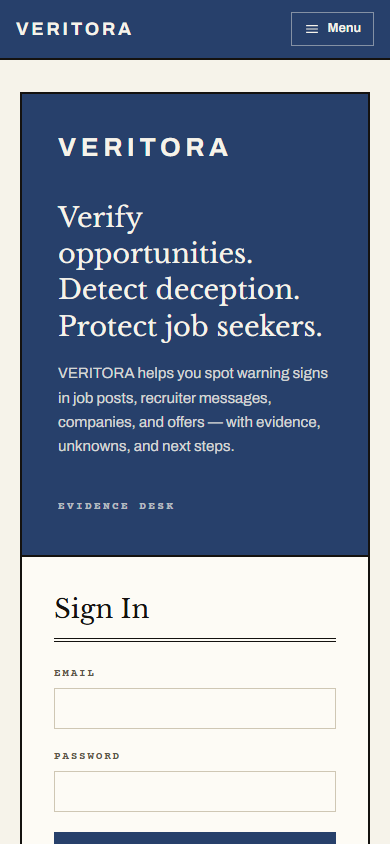 VERITORA
Menu
VERITORA
Verify
opportunities.
Detect deception.
Protect job seekers.
VERITORA helps you spot warning signs
in job posts, recruiter messages,
companies, and offers — with evidence,
unknowns, and next steps.
EVIDENCE DESK
Sign In
EMAIL
PASSWORD